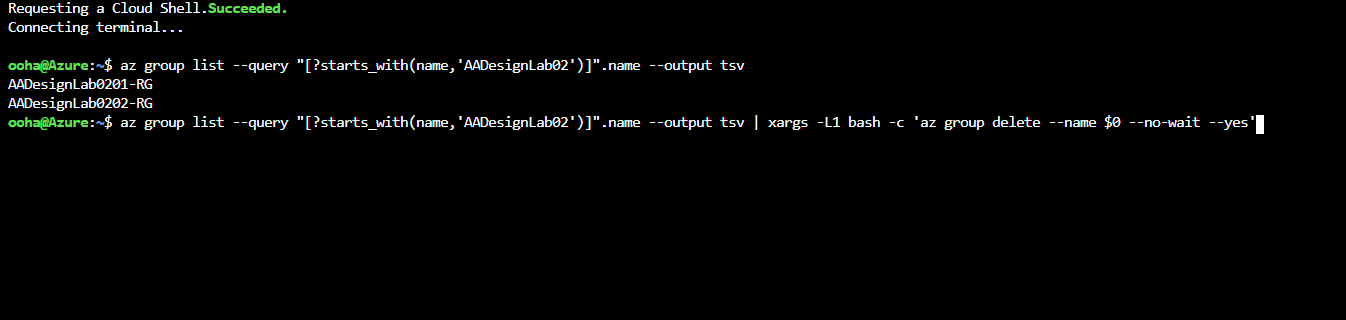 Requesting a Cloud Shell.Succeeded.
Connecting terminal...
ooha@Azure:~$ az group list --query "[?starts_with(name,'AADesignLab02')]".name --output tsv
AADesignLab0201-RG
AADesignLab0202-RG
ooha@Azure:~$ az group list --query "[?starts_with(name,'AADesignLab02')]".name --output tsv | xargs -L1 bash -c 'az group delete --name $0 --no-wait --yes'